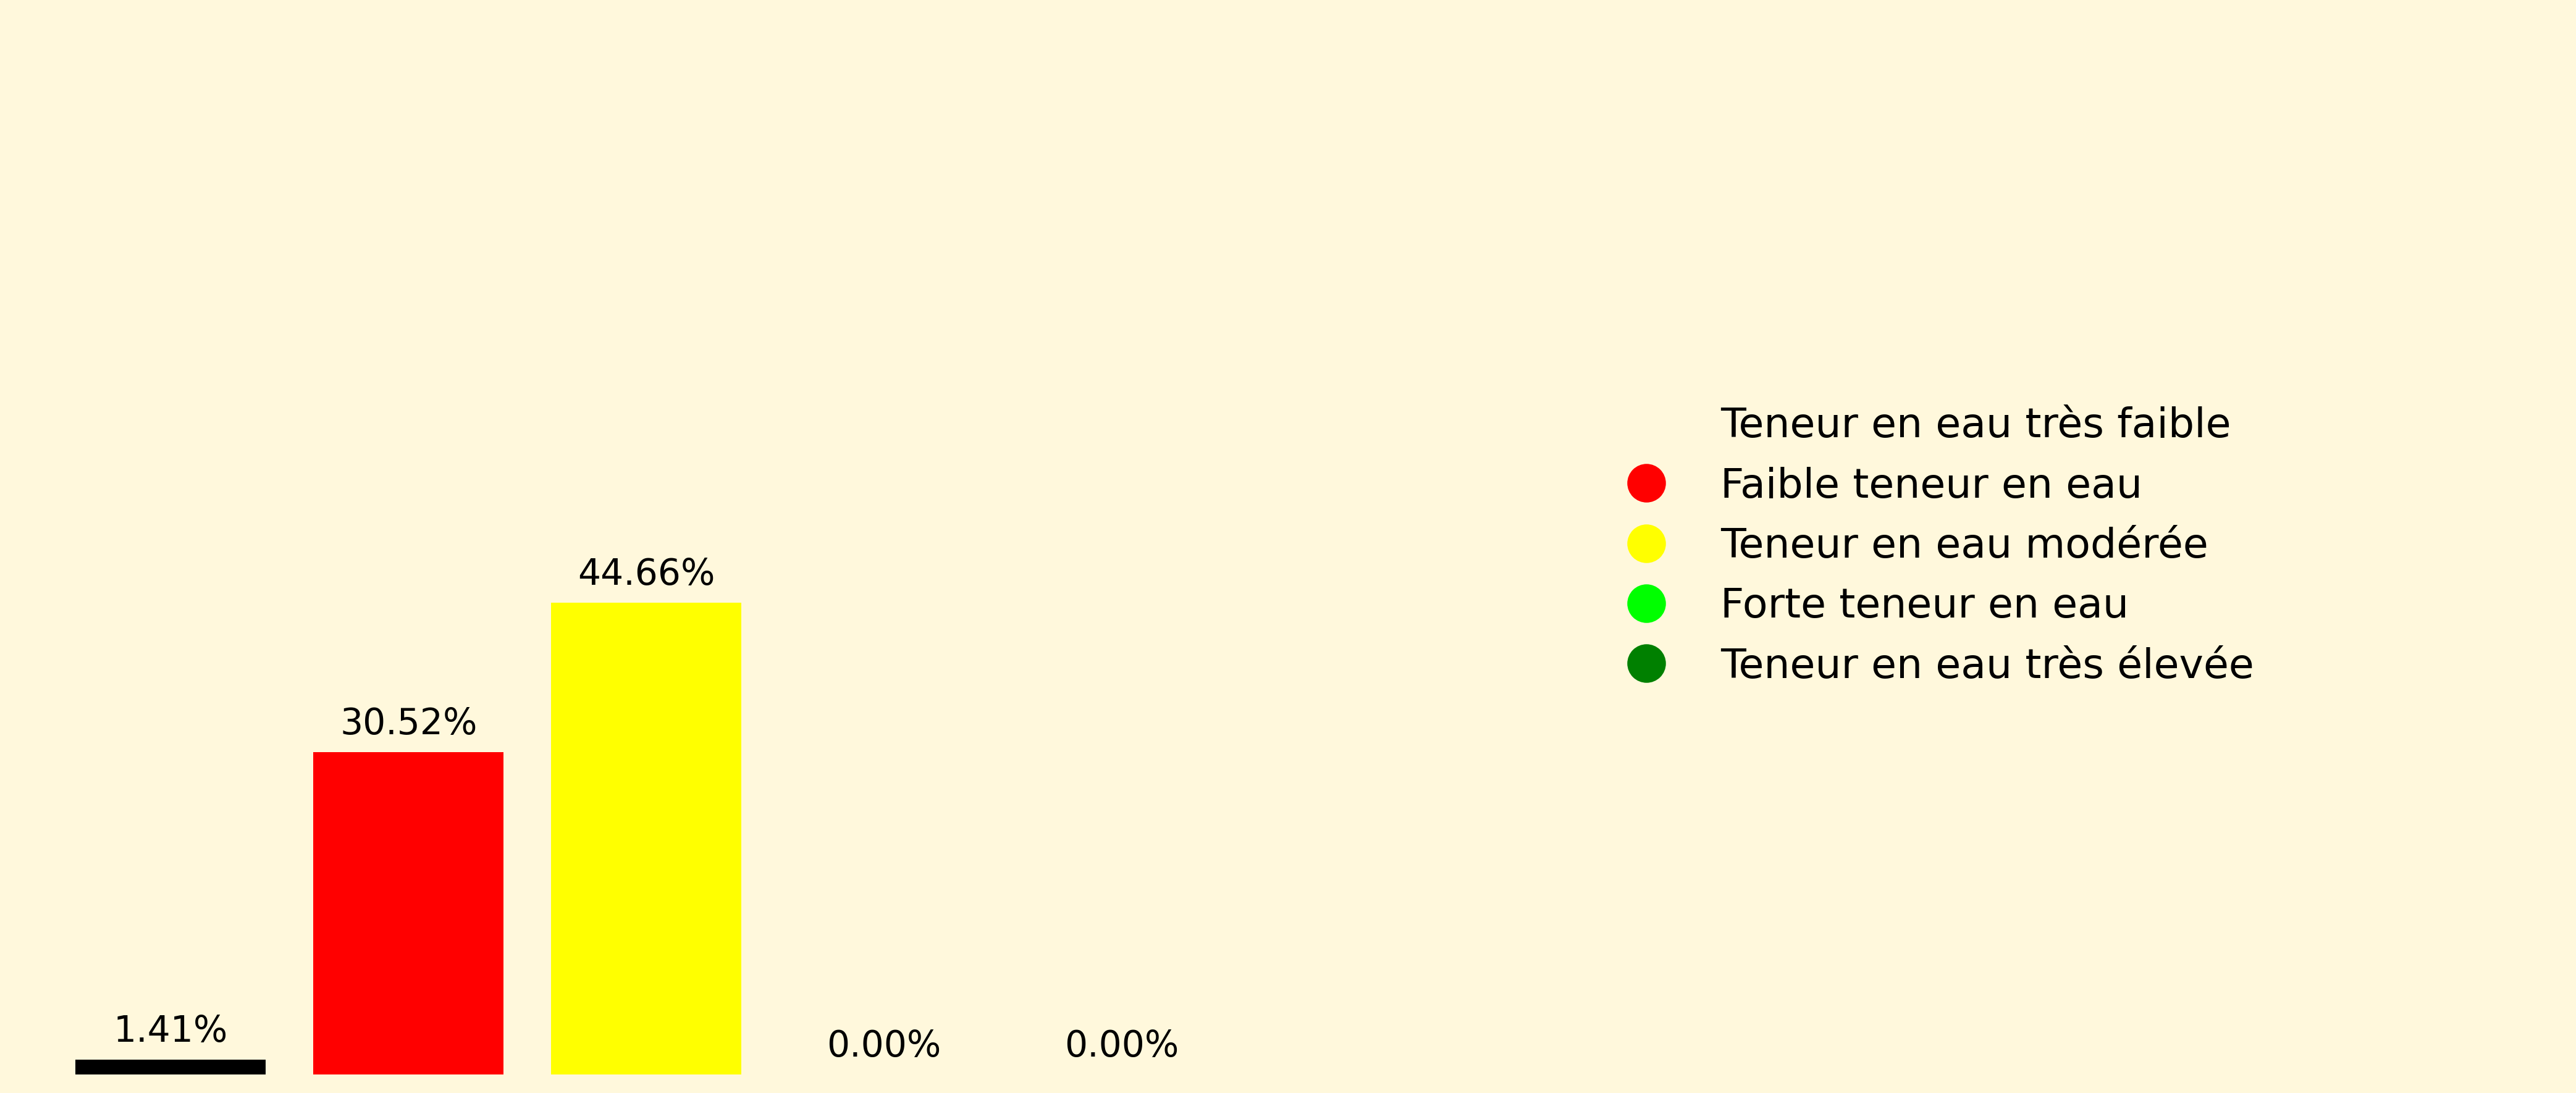 44.66%
30.52%
1.41%
0.00%
0.00%
Teneur en eau très faible
Faible teneur en eau
Teneur en eau modérée
Forte teneur en eau
Teneur en eau très élevée